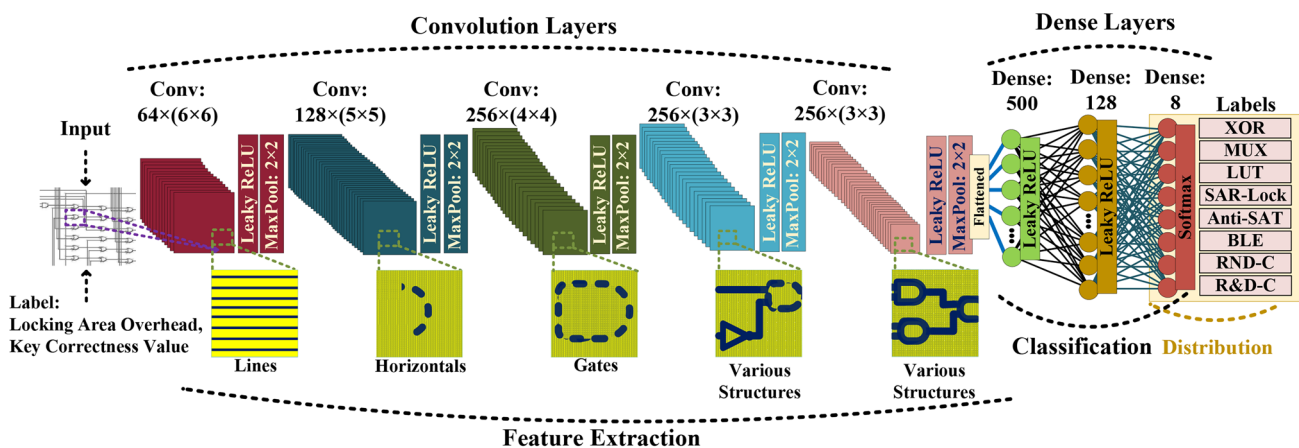 Convolution Layers
Dense Layers
Conv:
64×(6×6)
Conv:
128×(5×5)
Conv:
256×(4×4)
Conv:
256×(3×3)
Conv:
256×(3×3)
Dense:
500
Dense:
128
Dense:
8
Labels
Input
Leaky ReLU
MaxPool: 2×2
Leaky ReLU
MaxPool: 2×2
Leaky ReLU
MaxPool: 2×2
Leaky ReLU
MaxPool: 2×2
Leaky ReLU
MaxPool: 2×2
Flattened
Leaky ReLU
Leaky ReLU
Softmax
XOR
MUX
LUT
SAR-Lock
Anti-SAT
BLE
RND-C
R&D-C
Label:
Locking Area Overhead,
Key Correctness Value
Lines
Horizontals
Gates
Various
Structures
Various
Structures
Classification
Distribution
Feature Extraction